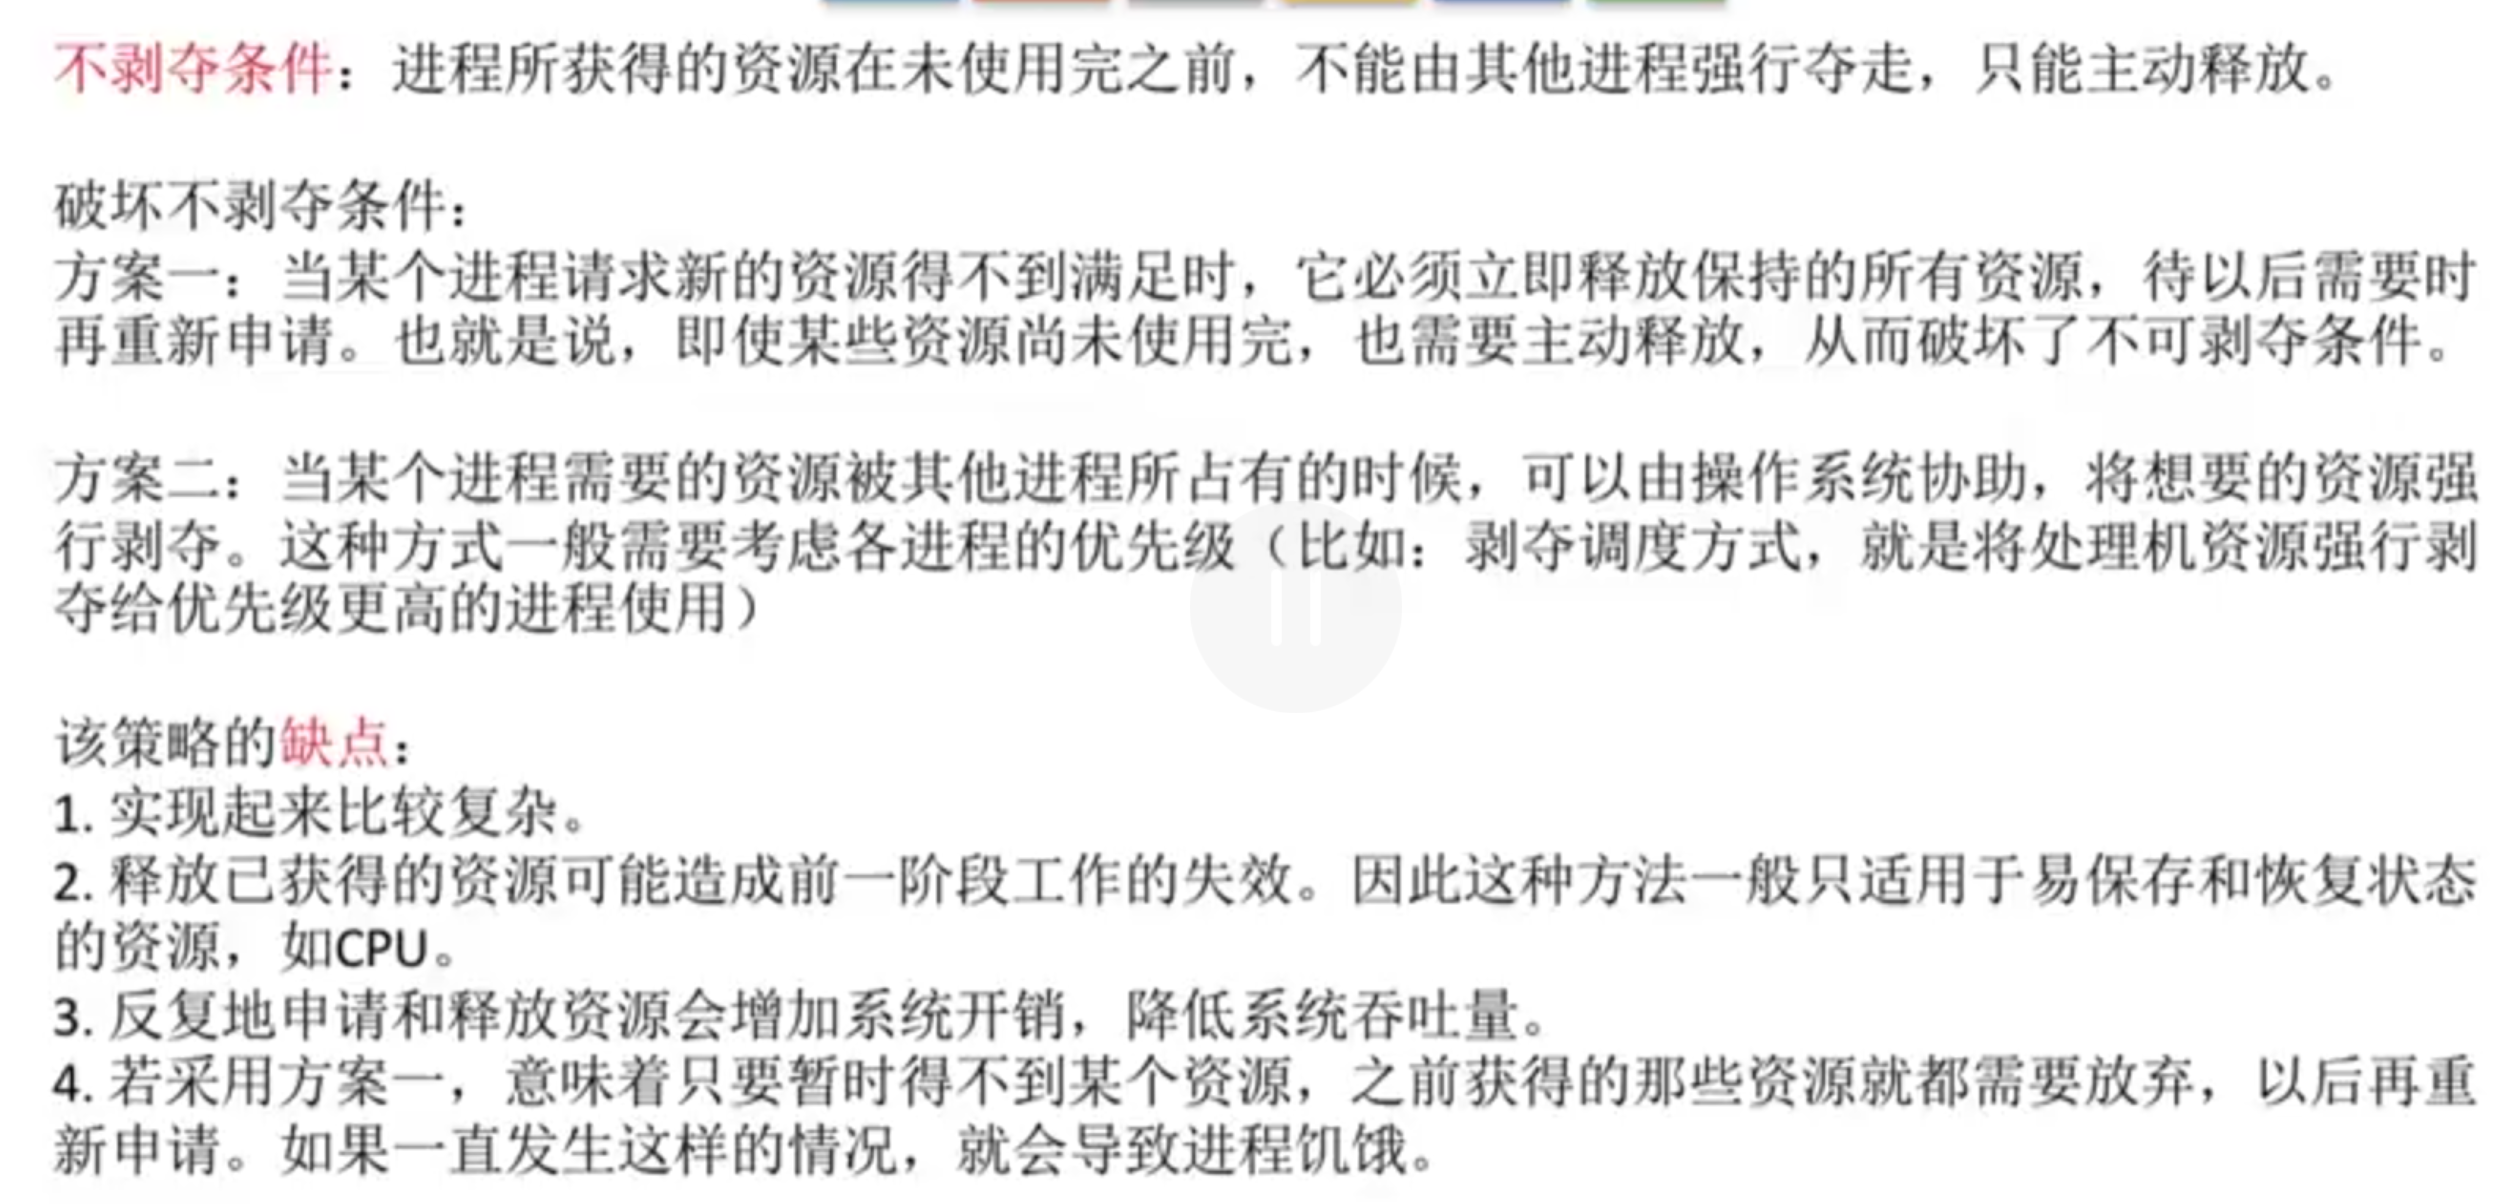 不剥夺条件：进程所获得的资源在未使用完之前，不能由其他进程强行夺走，只能主动释放。
破坏不剥夺条件：
方案一：当某个进程请求新的资源得不到满足时，它必须立即释放保持的所有资源，待以后需要时
再重新申请。也就是说，即使某些资源尚未使用完，也需要主动释放，从而破坏了不可剥夺条件。
方案二：当某个进程需要的资源被其他进程所占有的时候，可以由操作系统协助，将想要的资源强
行剥夺。这种方式一般需要考虑各进程的优先级（比如：剥夺调度方式，就是将处理机资源强行剥
夺给优先级更高的进程使用）
该策略的缺点：
1. 实现起来比较复杂。
2. 释放已获得的资源可能造成前一阶段工作的失效。因此这种方法一般只适用于易保存和恢复状态
的资源，如CPU。
3. 反复地申请和释放资源会增加系统开销，降低系统吞吐量。
4. 若采用方案一，意味着只要暂时得不到某个资源，之前获得的那些资源就都需要放弃，以后再重
新申请。如果一直发生这样的情况，就会导致进程饥饿。